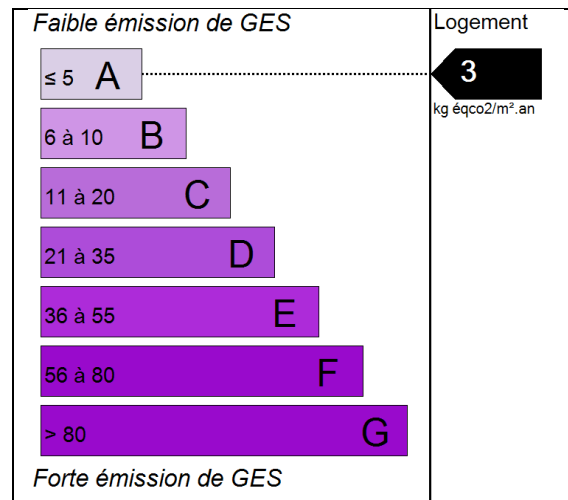 Faible émission de GES
Logement
≤ 5 A
3
kg éqco2/m².an
6 à 10 B
11 à 20 C
21 à 35 D
36 à 55 E
56 à 80 F
> 80 G
Forte émission de GES